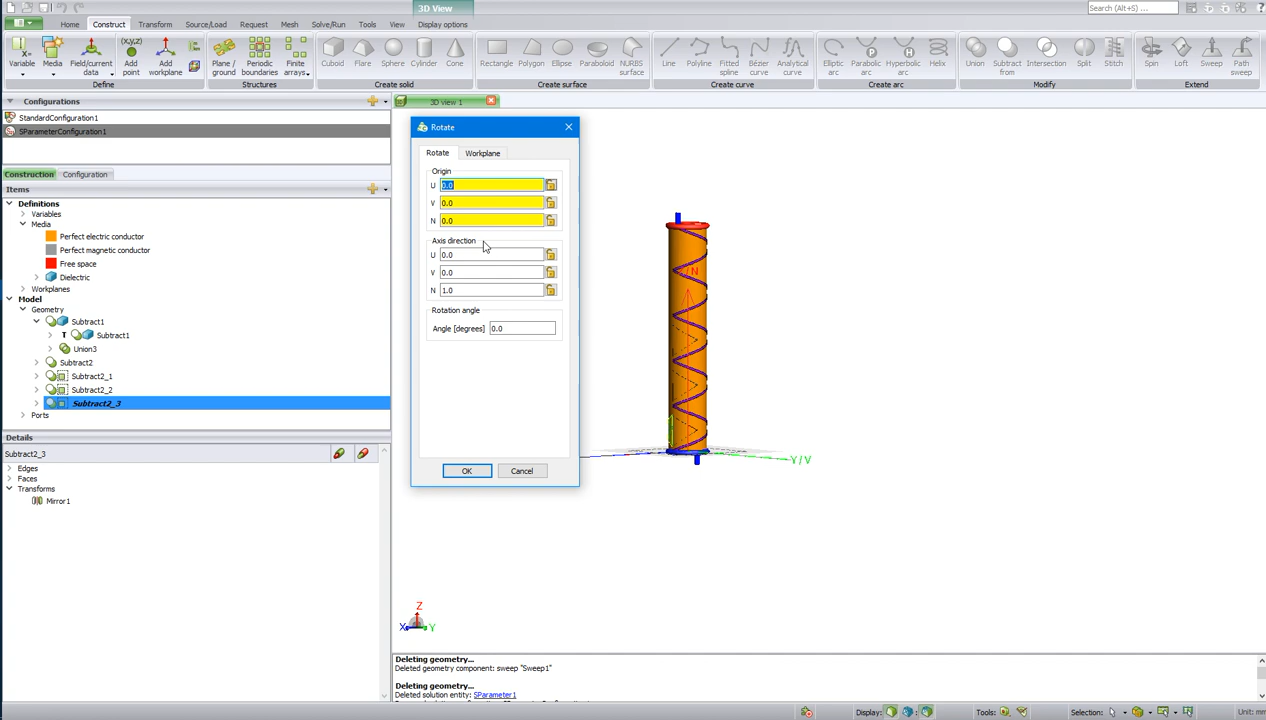 3D View
Search (Alt+S)
Home Construct Transform Source/Load Request Mesh Solve/Run Tools View Display options
Variable Media Field/current data Add point Add workplane Plane / ground Periodic boundaries Finite arrays Cuboid Flare Sphere Cylinder Cone Rectangle Polygon Ellipse Paraboloid NURBS surface Line Polyline Fitted spline Bézier curve Analytical curve Elliptic arc Parabolic arc Hyperbolic arc Helix Union Subtract from Intersection Split Stitch Spin Loft Sweep Path sweep
Define Structures Create solid Create surface Create curve Create arc Modify Extend
Configurations
StandardConfiguration1
SParameterConfiguration1
Construction Configuration
Items
Definitions
Variables
Media
Perfect electric conductor
Perfect magnetic conductor
Free space
Dielectric
Workplanes
Model
Geometry
Subtract1
T Subtract1
Union3
Subtract2
Subtract2_1
Subtract2_2
Subtract2_3
Ports
Details
Subtract2_3
Edges
Faces
Transforms
Mirror1
3D view 1
Rotate
Rotate Workplane
Origin
U 0.0
V 0.0
N 0.0
Axis direction
U 0.0
V 0.0
N 1.0
Rotation angle
Angle [degrees] 0.0
OK Cancel
/ N
Y / V
Z
X Y
Deleting geometry...
Deleted geometry component: sweep "Sweep1"
Deleting geometry...
Deleted solution entity: SParameter1
Display: Tools: Selection: Unit: mm